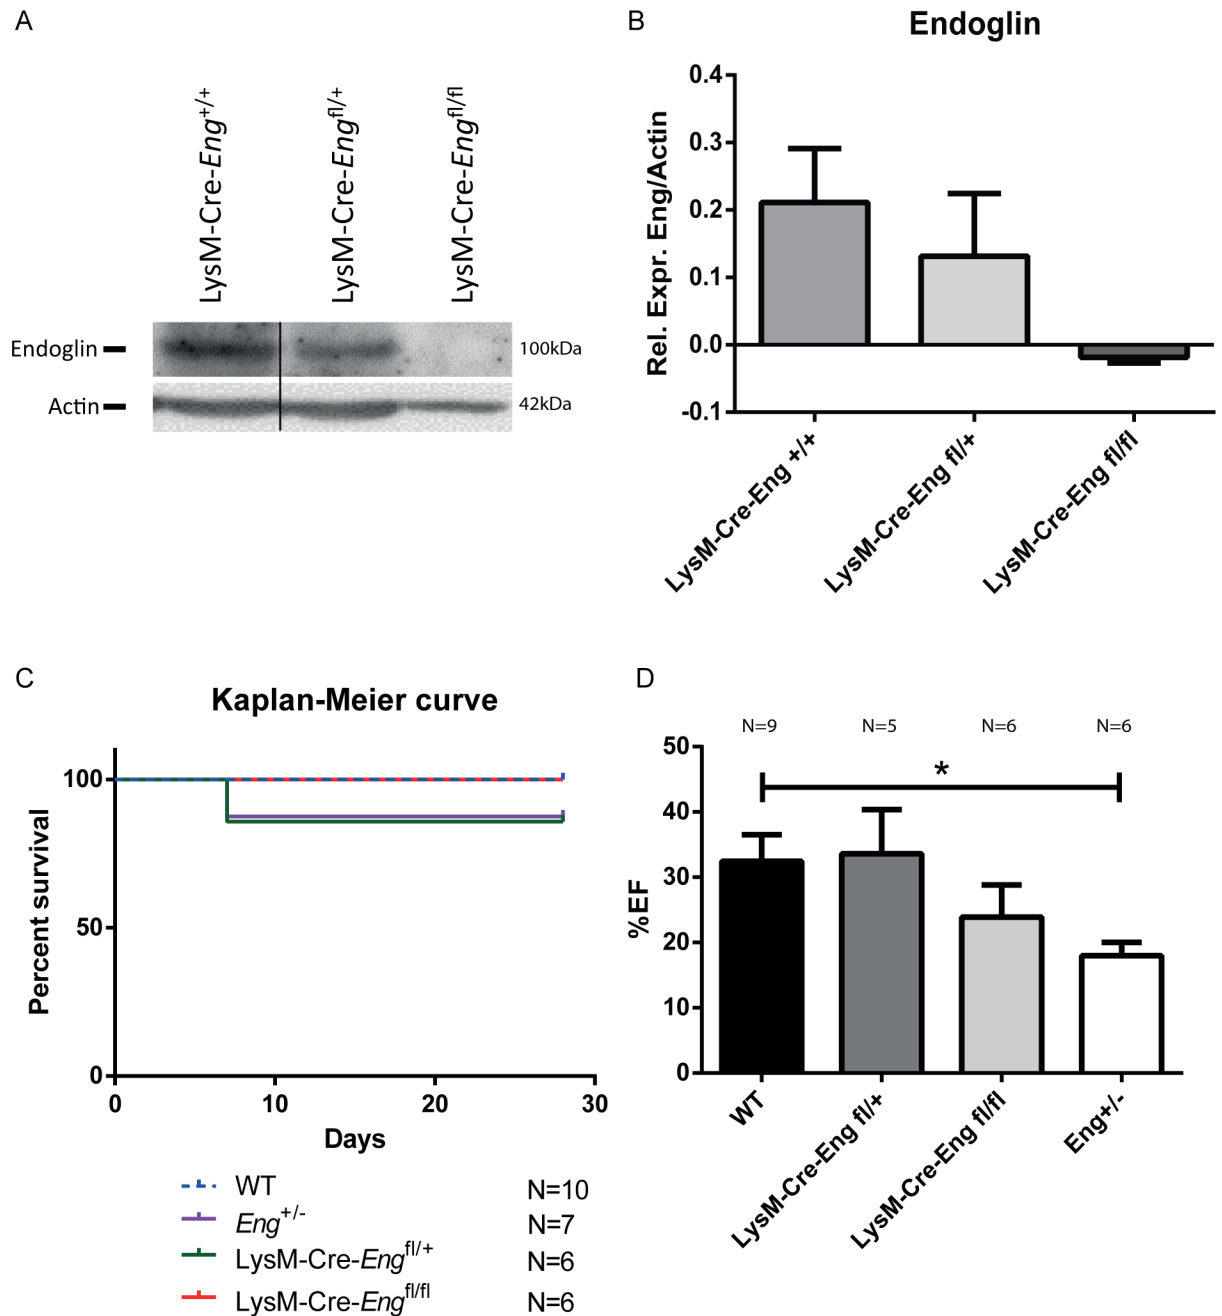 A
LysM-Cre-Eng+/+
LysM-Cre-Engfl/+
LysM-Cre-Engfl/fl
Endoglin
100kDa
Actin
42kDa
B
Endoglin
Rel. Expr. Eng/Actin
0.4
0.3
0.2
0.1
0.0
-0.1
LysM-Cre-Eng +/+
LysM-Cre-Eng fl/+
LysM-Cre-Eng fl/fl
C
Kaplan-Meier curve
Percent survival
100
50
0
0 10 20 30
Days
WT N=10
Eng+/- N=7
LysM-Cre-Engfl/+ N=6
LysM-Cre-Engfl/fl N=6
D
N=9 N=5 N=6 N=6
*
%EF
50
40
30
20
10
0
WT
LysM-Cre-Eng fl/+
LysM-Cre-Eng fl/fl
Eng+/-